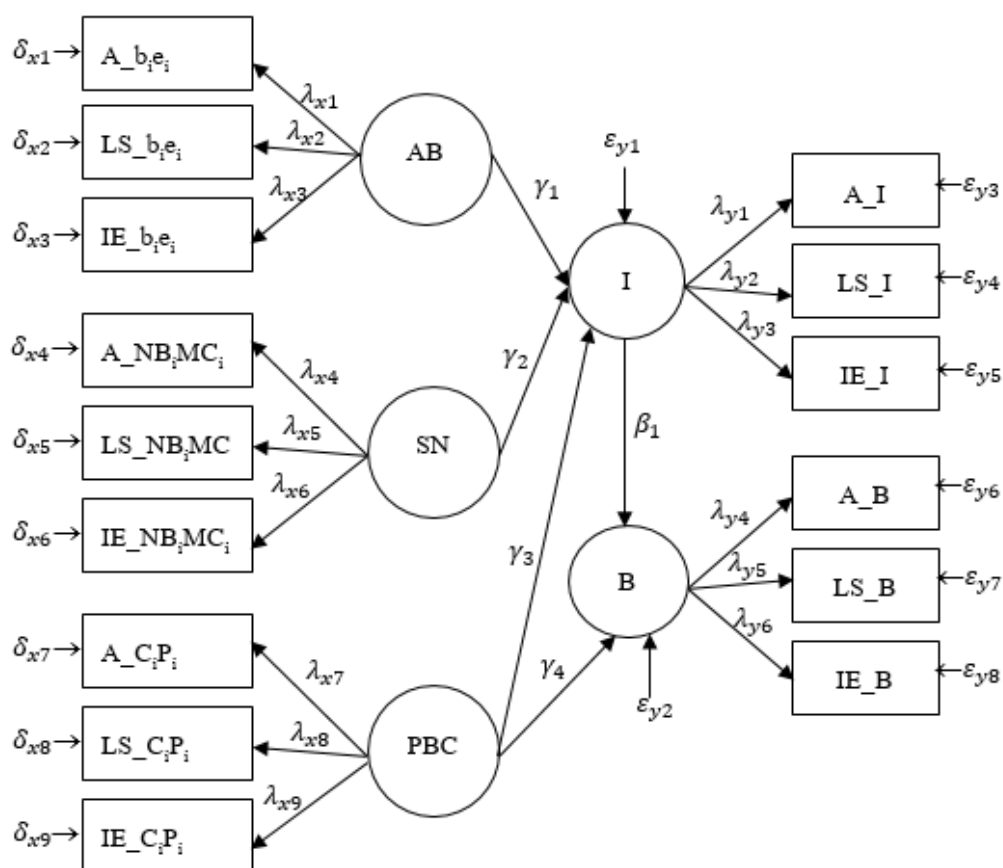 δx1 A_biei
λx1
LS_biei
δx2
λx2
δx3 IE_biei
λx3
AB
γ1
εy1
I
λy1
A_I
εy3
λy2
LS_I
εy4
λy3
IE_I
εy5
δx4 A_NBiMCi
λx4
δx5 LS_NBiMC
λx5
δx6 IE_NBiMCi
λx6
SN
γ2
β1
γ3
B
λy4
A_B
εy6
λy5
LS_B
εy7
λy6
IE_B
εy8
εy2
δx7 A_CiPi
λx7
δx8 LS_CiPi
λx8
δx9 IE_CiPi
λx9
PBC
γ4